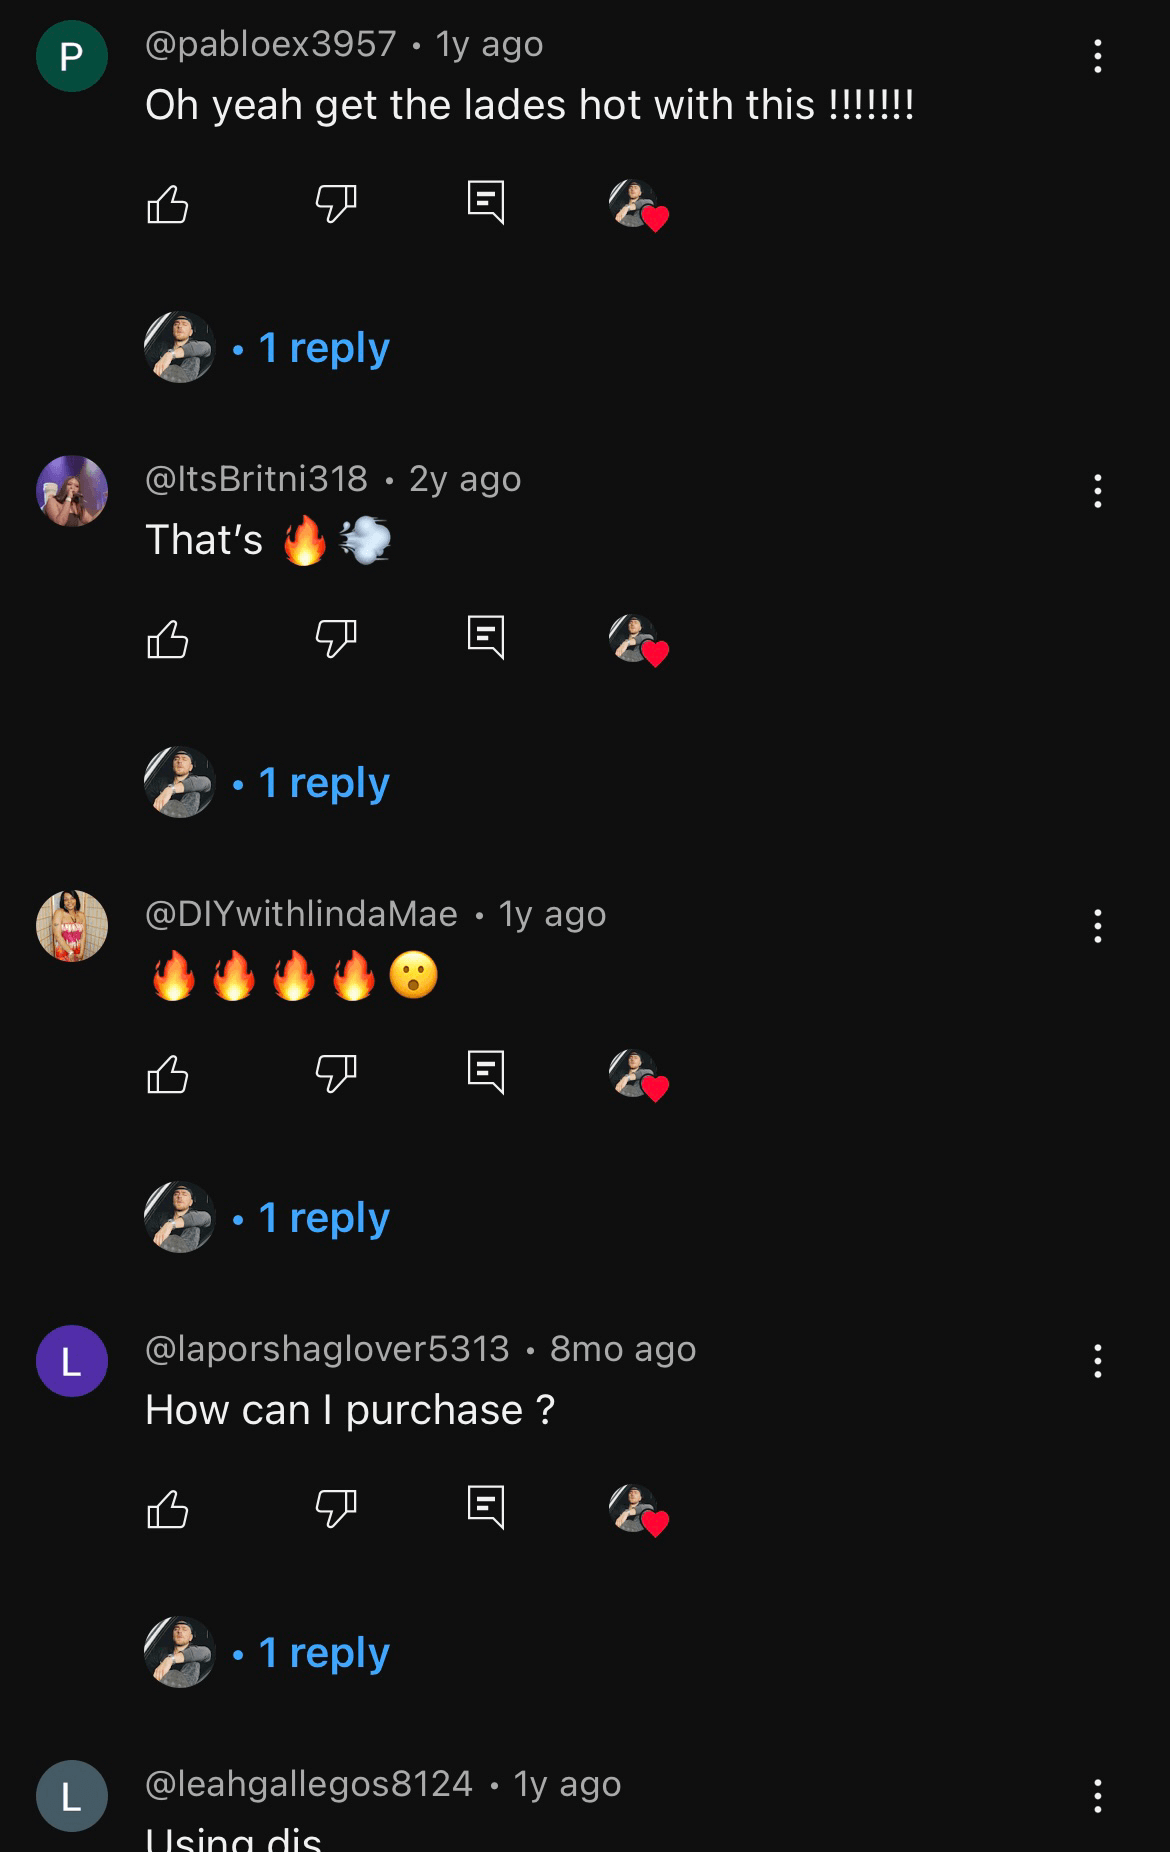 P
@pabloex3957 • 1y ago
Oh yeah get the lades hot with this !!!!!!!
• 1 reply
@ItsBritni318 • 2y ago
That’s 🔥💨
• 1 reply
@DIYwithlindaMae • 1y ago
🔥🔥🔥🔥😮
• 1 reply
L
@laporshaglover5313 • 8mo ago
How can I purchase ?
• 1 reply
L
@leahgallegos8124 • 1y ago
Using dis